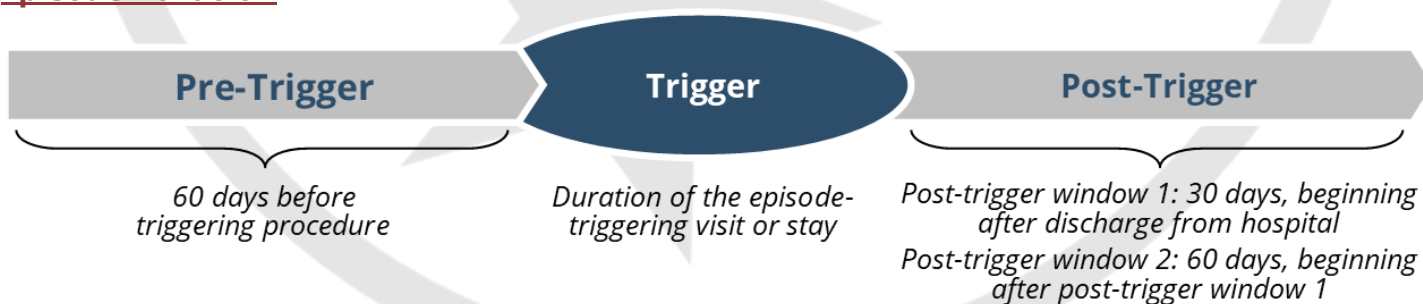 Pre-Trigger
Trigger
Post-Trigger
60 days before
triggering procedure
Duration of the episode-
triggering visit or stay
Post-trigger window 1: 30 days, beginning
after discharge from hospital
Post-trigger window 2: 60 days, beginning
after post-trigger window 1